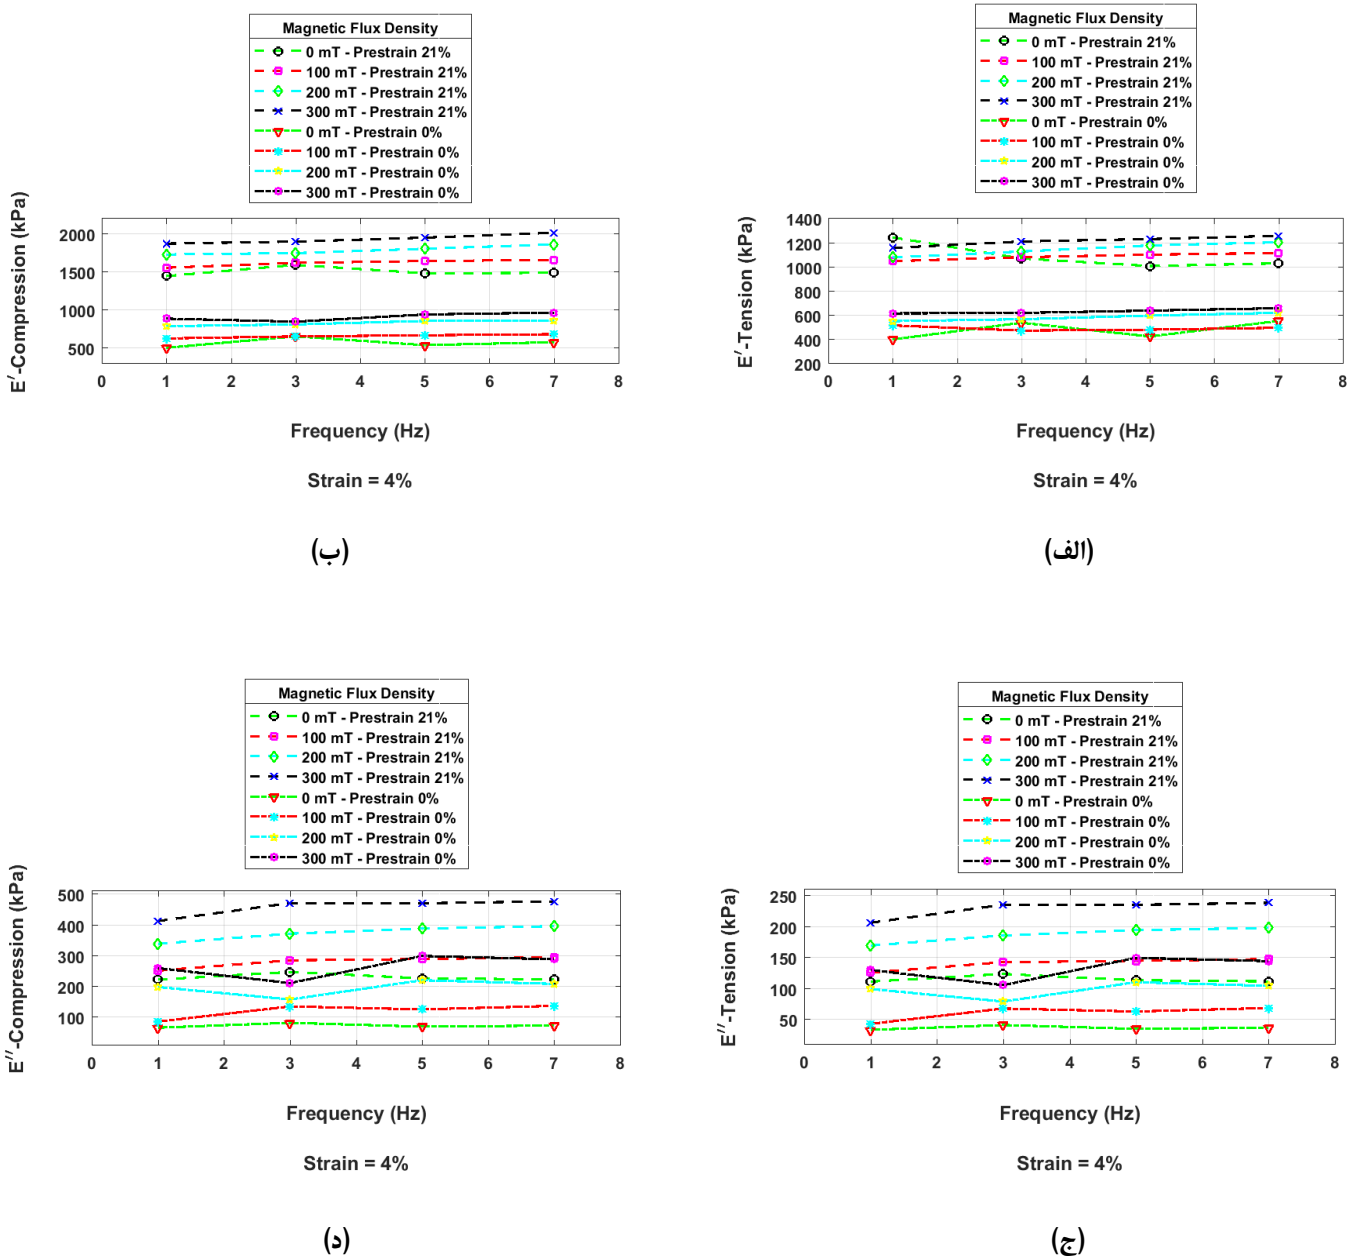 Magnetic Flux Density
0 mT - Prestrain 21%
100 mT - Prestrain 21%
200 mT - Prestrain 21%
300 mT - Prestrain 21%
0 mT - Prestrain 0%
100 mT - Prestrain 0%
200 mT - Prestrain 0%
300 mT - Prestrain 0%
E′-Compression (kPa)
2000
1500
1000
500
0 1 2 3 4 5 6 7 8
Frequency (Hz)
Strain = 4%
(ب)
Magnetic Flux Density
0 mT - Prestrain 21%
100 mT - Prestrain 21%
200 mT - Prestrain 21%
300 mT - Prestrain 21%
0 mT - Prestrain 0%
100 mT - Prestrain 0%
200 mT - Prestrain 0%
300 mT - Prestrain 0%
E′-Tension (kPa)
1400
1200
1000
800
600
400
200
0 1 2 3 4 5 6 7 8
Frequency (Hz)
Strain = 4%
(الف)
Magnetic Flux Density
0 mT - Prestrain 21%
100 mT - Prestrain 21%
200 mT - Prestrain 21%
300 mT - Prestrain 21%
0 mT - Prestrain 0%
100 mT - Prestrain 0%
200 mT - Prestrain 0%
300 mT - Prestrain 0%
E′′-Compression (kPa)
500
400
300
200
100
0 1 2 3 4 5 6 7 8
Frequency (Hz)
Strain = 4%
(د)
Magnetic Flux Density
0 mT - Prestrain 21%
100 mT - Prestrain 21%
200 mT - Prestrain 21%
300 mT - Prestrain 21%
0 mT - Prestrain 0%
100 mT - Prestrain 0%
200 mT - Prestrain 0%
300 mT - Prestrain 0%
E′′-Tension (kPa)
250
200
150
100
50
0 1 2 3 4 5 6 7 8
Frequency (Hz)
Strain = 4%
(ج)